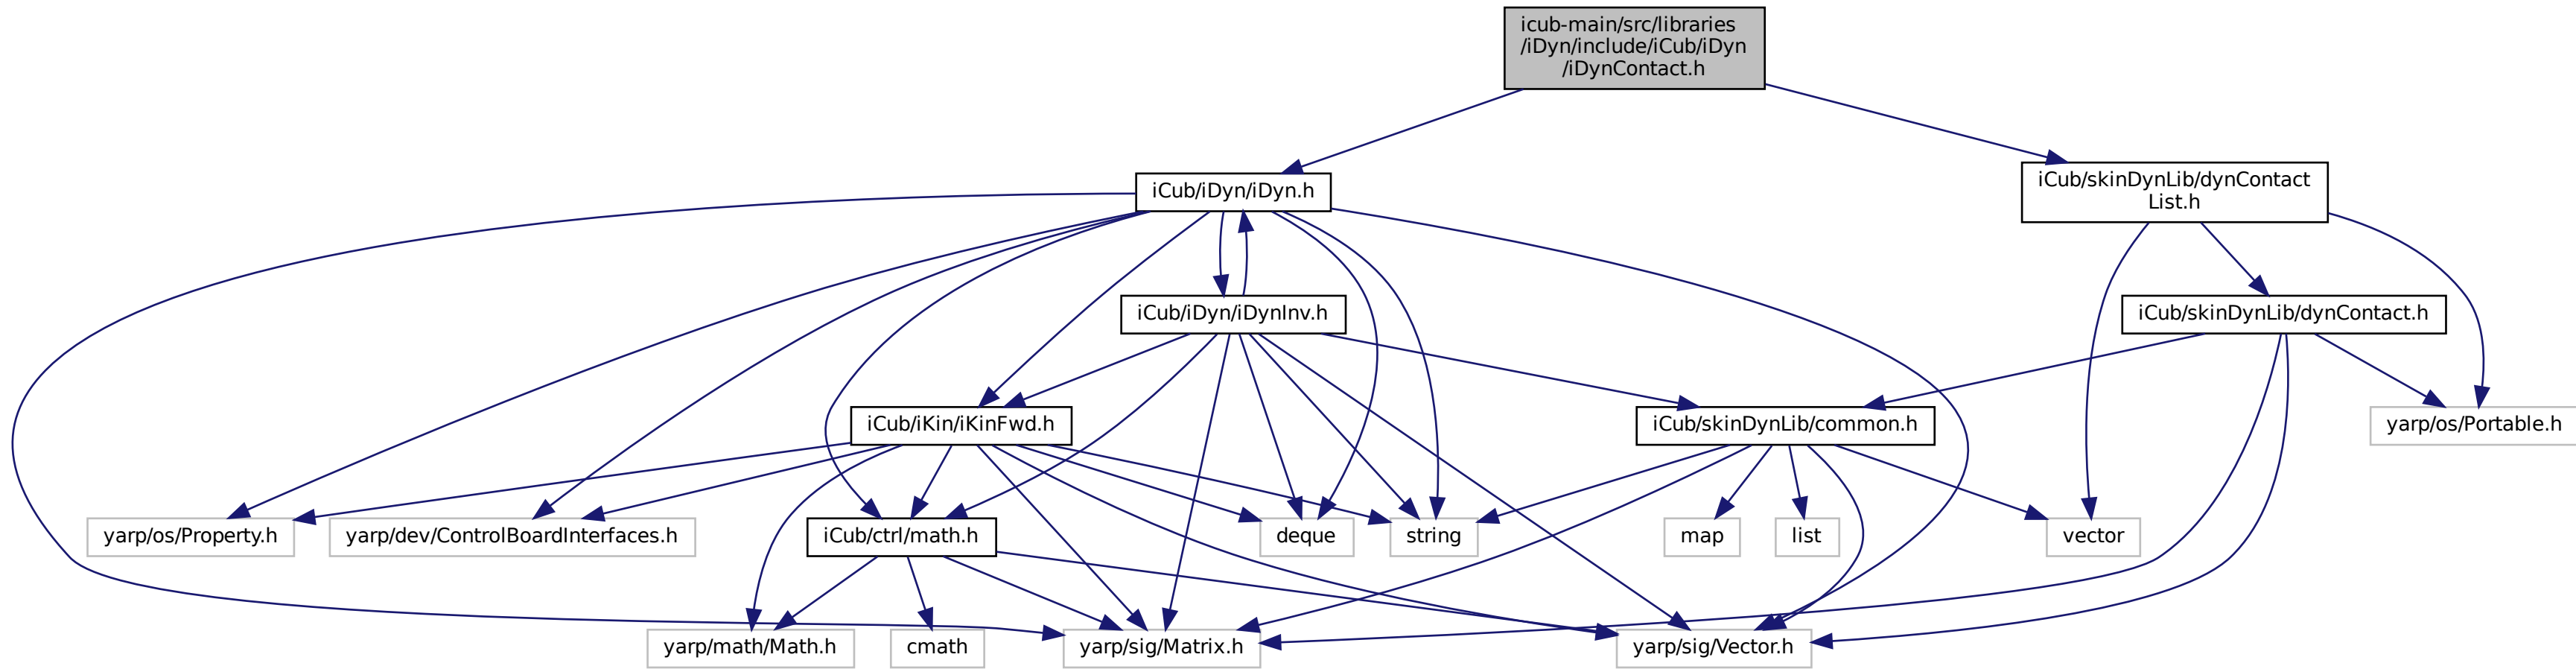 icub-main/src/libraries
/iDyn/include/iCub/iDyn
/iDynContact.h
iCub/iDyn/iDyn.h
iCub/skinDynLib/dynContact
List.h
iCub/iDyn/iDynInv.h
iCub/skinDynLib/dynContact.h
iCub/iKin/iKinFwd.h
iCub/skinDynLib/common.h
yarp/os/Portable.h
yarp/os/Property.h
yarp/dev/ControlBoardInterfaces.h
iCub/ctrl/math.h
deque
string
map
list
vector
yarp/math/Math.h
cmath
yarp/sig/Matrix.h
yarp/sig/Vector.h